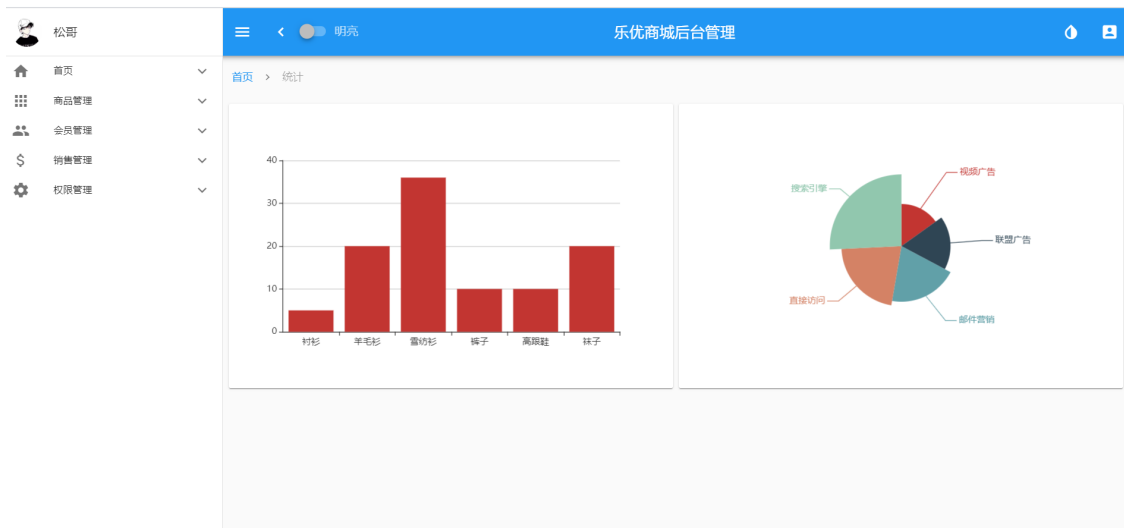 松哥
明亮
乐优商城后台管理
首页
商品管理
会员管理
销售管理
权限管理
首页 > 统计
40
30
20
10
0
衬衫 羊毛衫 雪纺衫 裤子 高跟鞋 袜子
视频广告
搜索引擎
联盟广告
直接访问
邮件营销